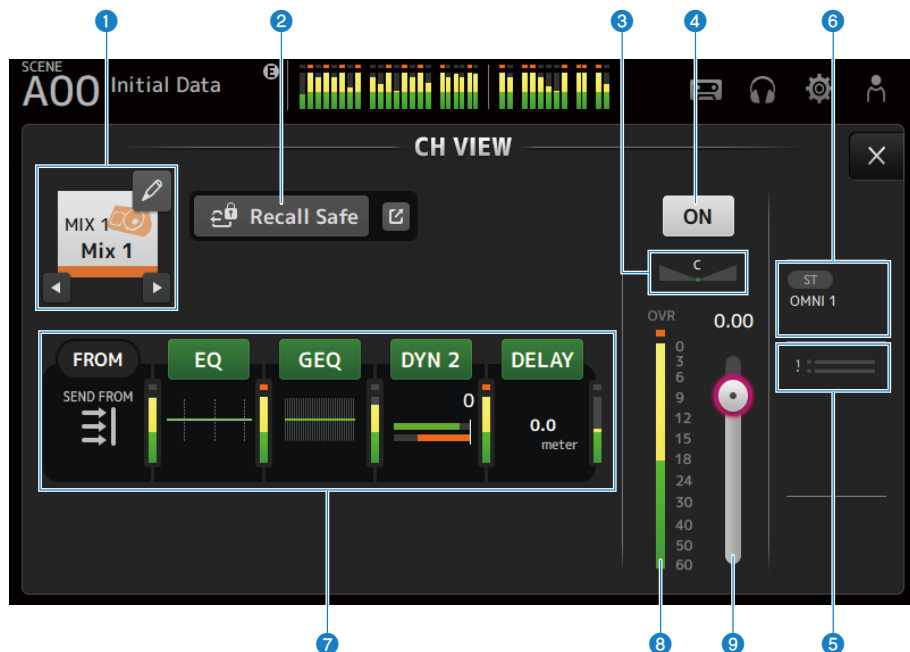 1 2 3 4 6
SCENE
A00 Initial Data E
CH VIEW
MIX 1
Mix 1
Recall Safe
ON
C
ST
OMNI 1
OVR 0.00
0
3
6
9
12
15
18
24
30
40
50
60
1
FROM EQ GEQ DYN 2 DELAY
SEND FROM
0
0.0
meter
7 8 9 5